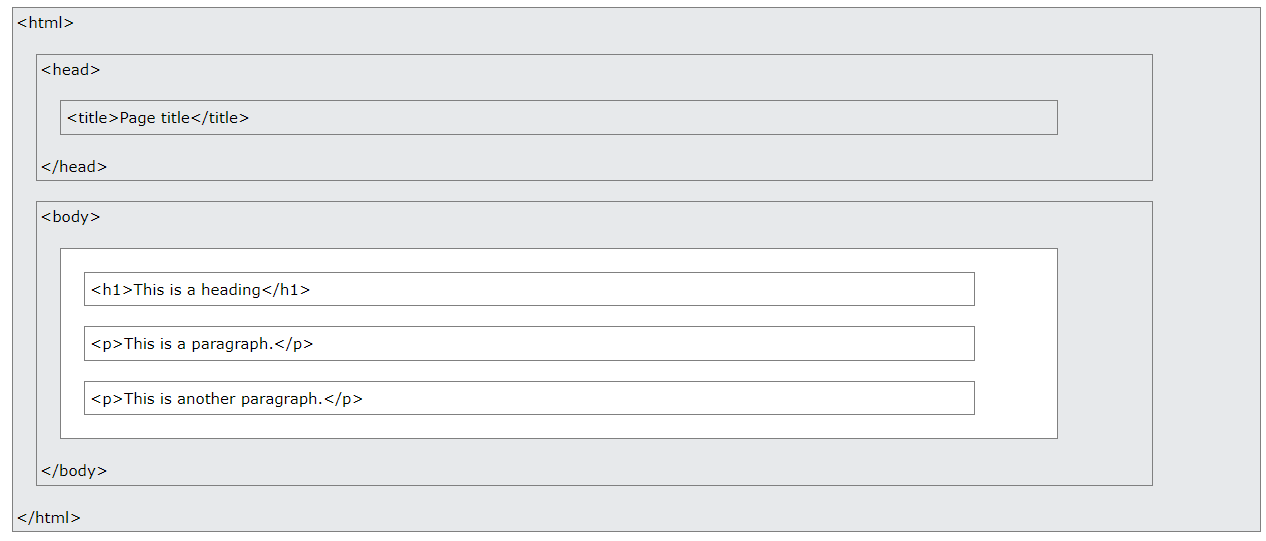 <html>
<head>
<title>Page title</title>
</head>
<body>
<h1>This is a heading</h1>
<p>This is a paragraph.</p>
<p>This is another paragraph.</p>
</body>
</html>